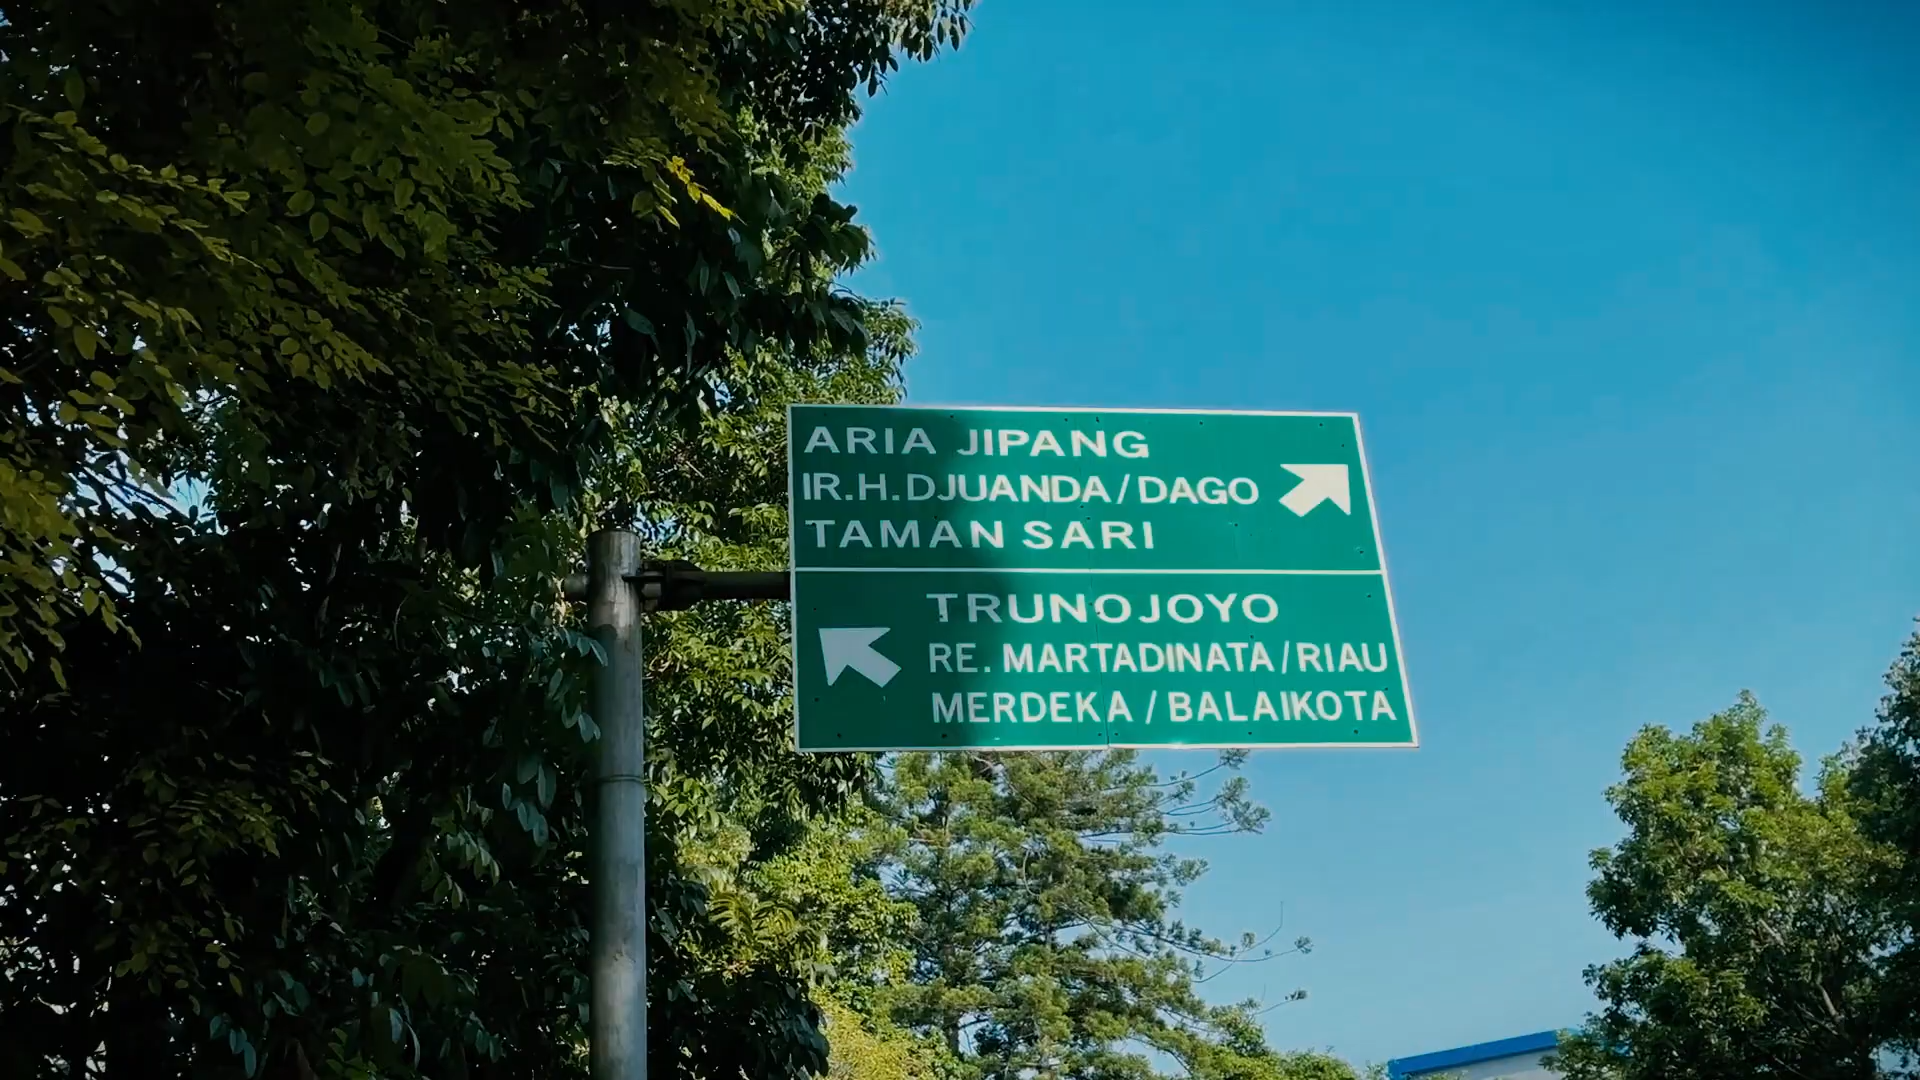 ARIA JIPANG
IR.H.DJUANDA/DAGO
TAMAN SARI
TRUNOJOYO
RE. MARTADINATA/RIAU
MERDEKA/BALAIKOTA